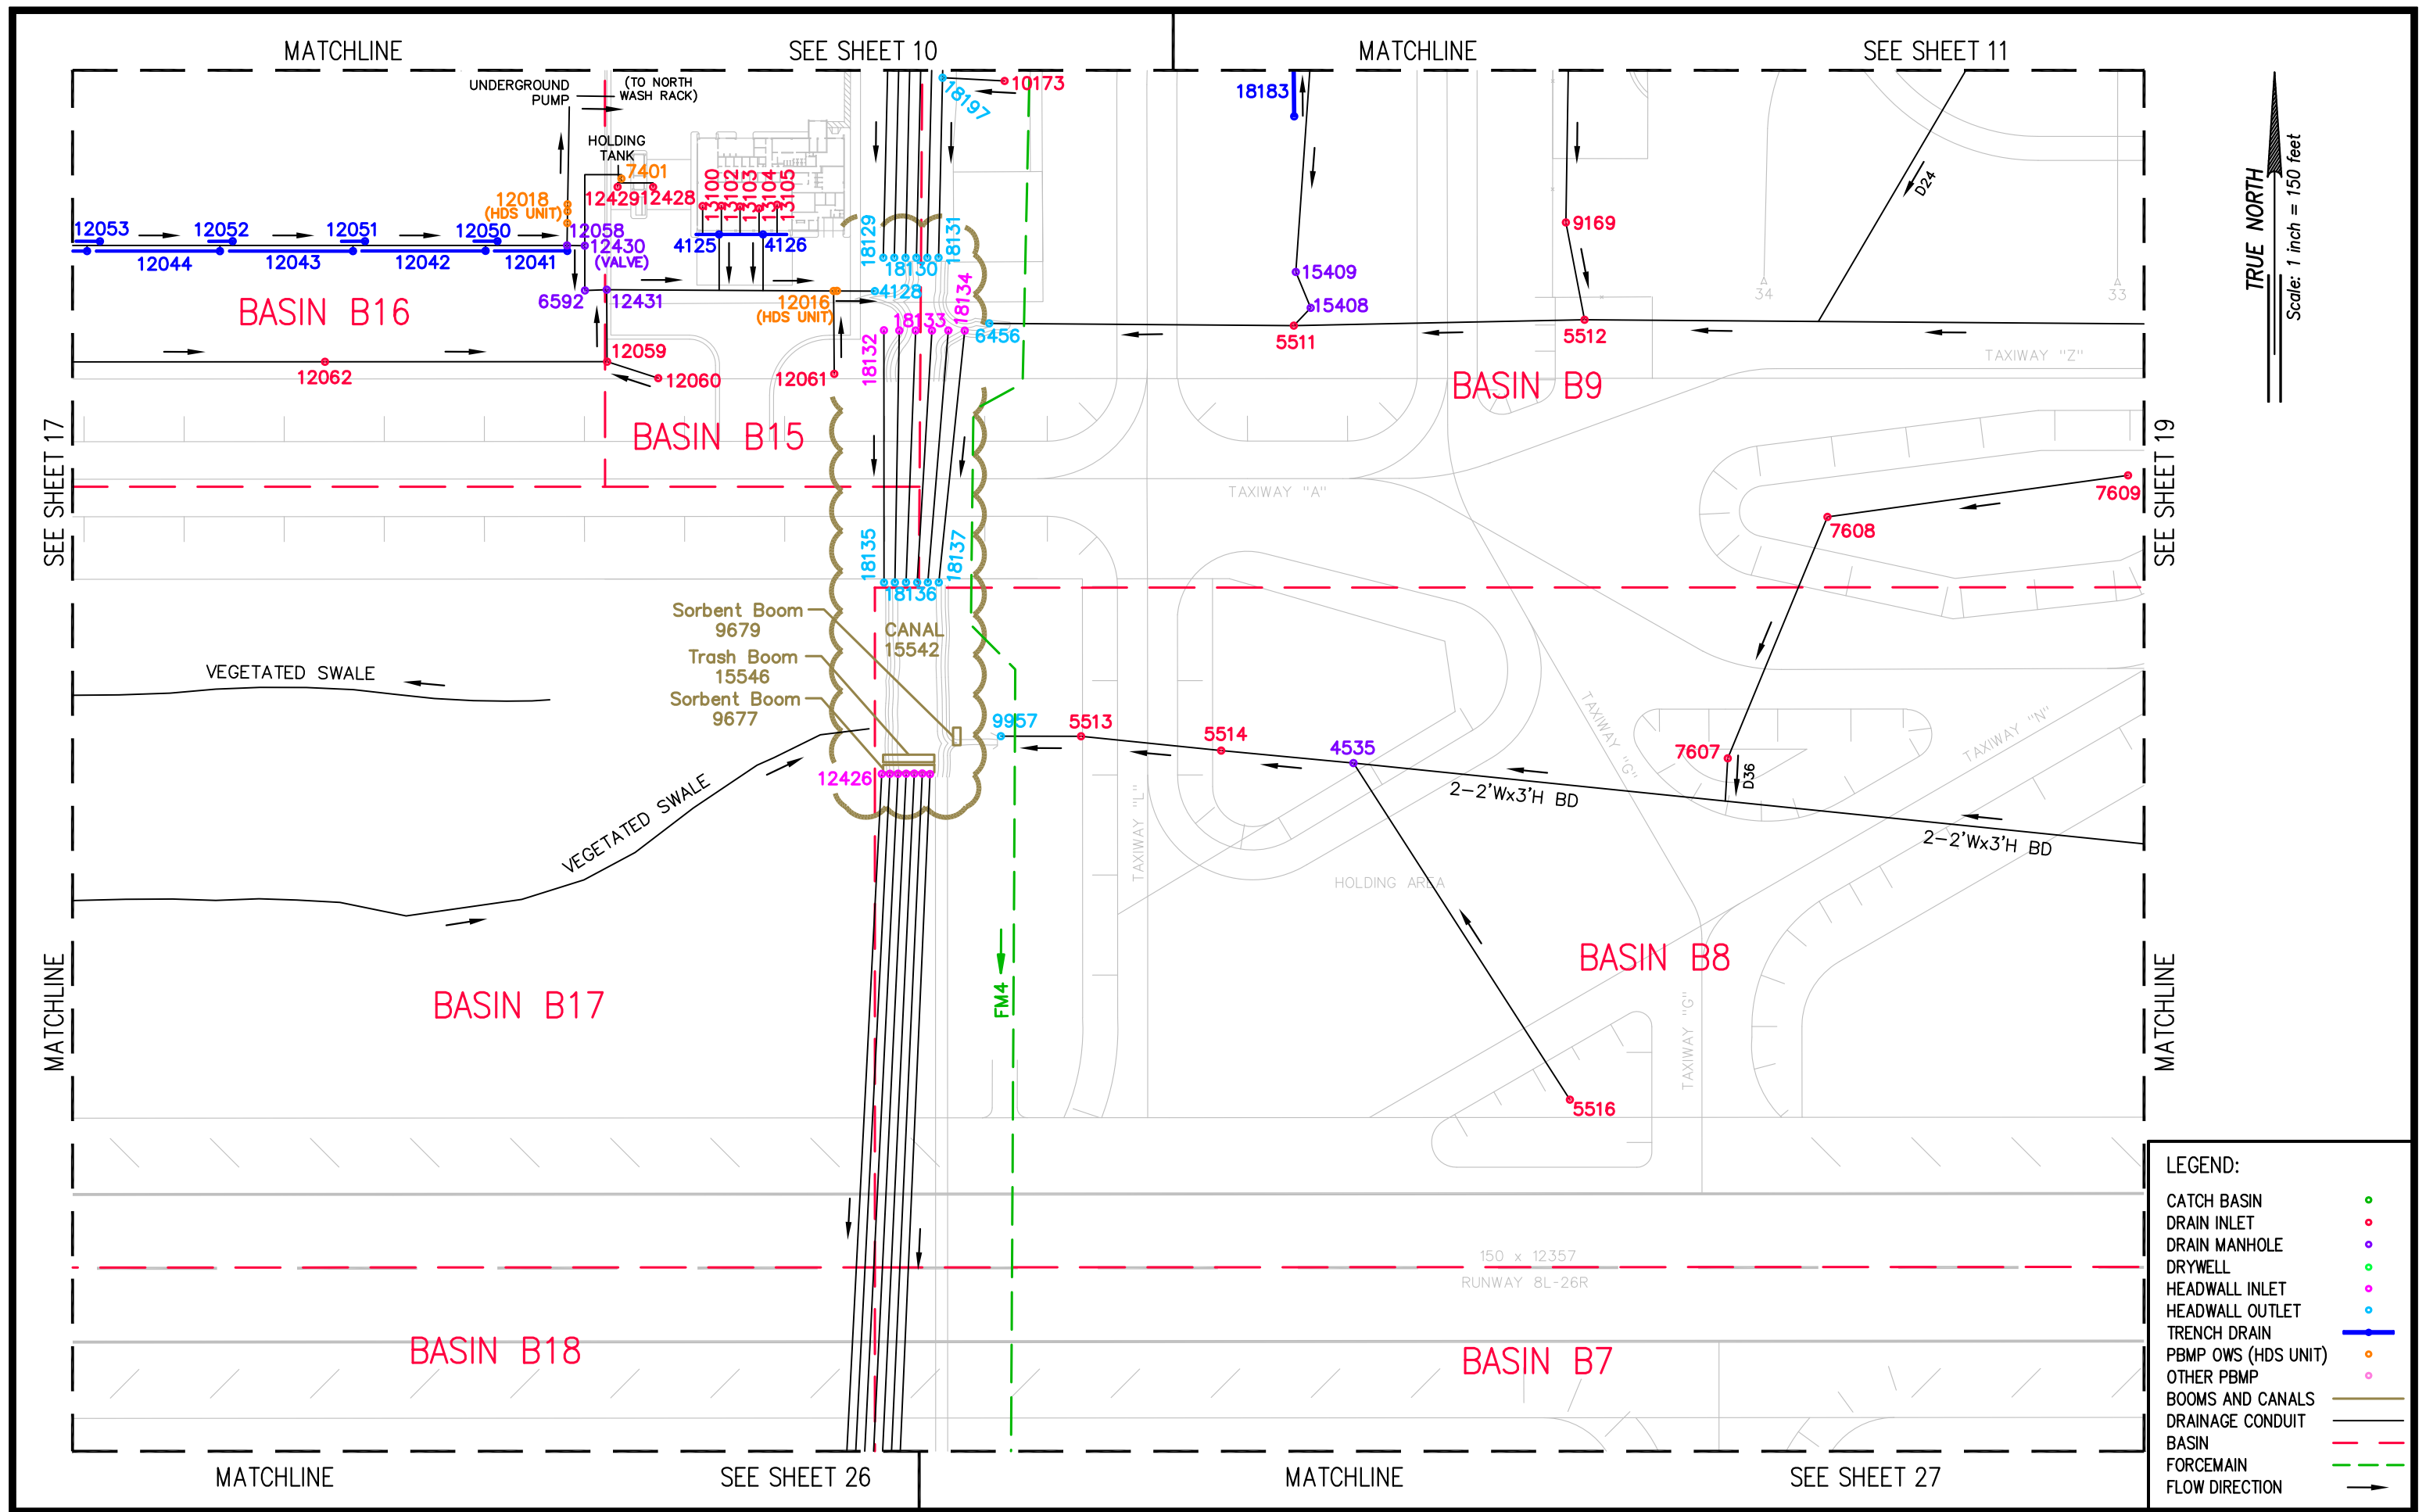 MATCHLINE
SEE SHEET 10
MATCHLINE
SEE SHEET 11
UNDERGROUND
PUMP
(TO NORTH
WASH RACK)
HOLDING
TANK
7401
12429
12428
12018
(HDS UNIT)
12053
12052
12051
12050
12058
12430
(VALVE)
12044
12043
12042
12041
6592
12431
13100
13102
13103
13104
13105
4125
4126
18129
18130
18131
18197
10173
18183
4128
12016
(HDS UNIT)
18132
18133
18134
6456
15409
15408
5511
9169
5512
D24
34
33
TRUE NORTH
Scale: 1 inch = 150 feet
BASIN B16
12062
12059
12060
12061
BASIN B15
BASIN B9
TAXIWAY "Z"
TAXIWAY "A"
SEE SHEET 17
SEE SHEET 19
7609
7608
18135
18136
18137
Sorbent Boom
9679
CANAL
15542
Trash Boom
15546
Sorbent Boom
9677
VEGETATED SWALE
VEGETATED SWALE
12426
9957
5513
5514
4535
7607
D36
2-2'Wx3'H BD
2-2'Wx3'H BD
TAXIWAY "G"
TAXIWAY "N"
TAXIWAY "L"
HOLDING AREA
BASIN B8
BASIN B17
FM4
TAXIWAY "G"
5516
MATCHLINE
MATCHLINE
150 x 12357
RUNWAY 8L-26R
BASIN B18
BASIN B7
MATCHLINE
SEE SHEET 26
MATCHLINE
SEE SHEET 27
LEGEND:
CATCH BASIN
DRAIN INLET
DRAIN MANHOLE
DRYWELL
HEADWALL INLET
HEADWALL OUTLET
TRENCH DRAIN
PBMP OWS (HDS UNIT)
OTHER PBMP
BOOMS AND CANALS
DRAINAGE CONDUIT
BASIN
FORCEMAIN
FLOW DIRECTION